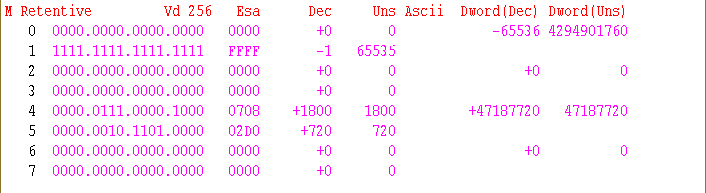 M Retentive Vd 256 Esa Dec Uns Ascii Dword(Dec) Dword(Uns)
0 0000.0000.0000.0000 0000 +0 0 -65536 4294901760
1 1111.1111.1111.1111 FFFF -1 65535
2 0000.0000.0000.0000 0000 +0 0 +0 0
3 0000.0000.0000.0000 0000 +0 0
4 0000.0111.0000.1000 0708 +1800 1800 +47187720 47187720
5 0000.0010.1101.0000 02D0 +720 720
6 0000.0000.0000.0000 0000 +0 0 +0 0
7 0000.0000.0000.0000 0000 +0 0